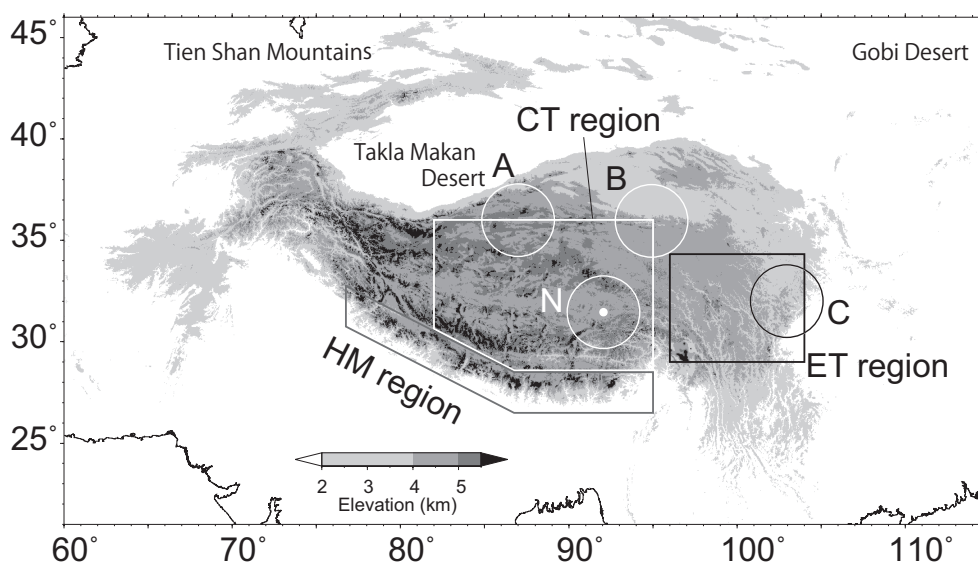 45°
Tien Shan Mountains
Gobi Desert
CT region
40°
Takla Makan
Desert
A
B
35°
N
C
30°
HM region
ET region
25°
2 3 4 5
Elevation (km)
60° 70° 80° 90° 100° 110°